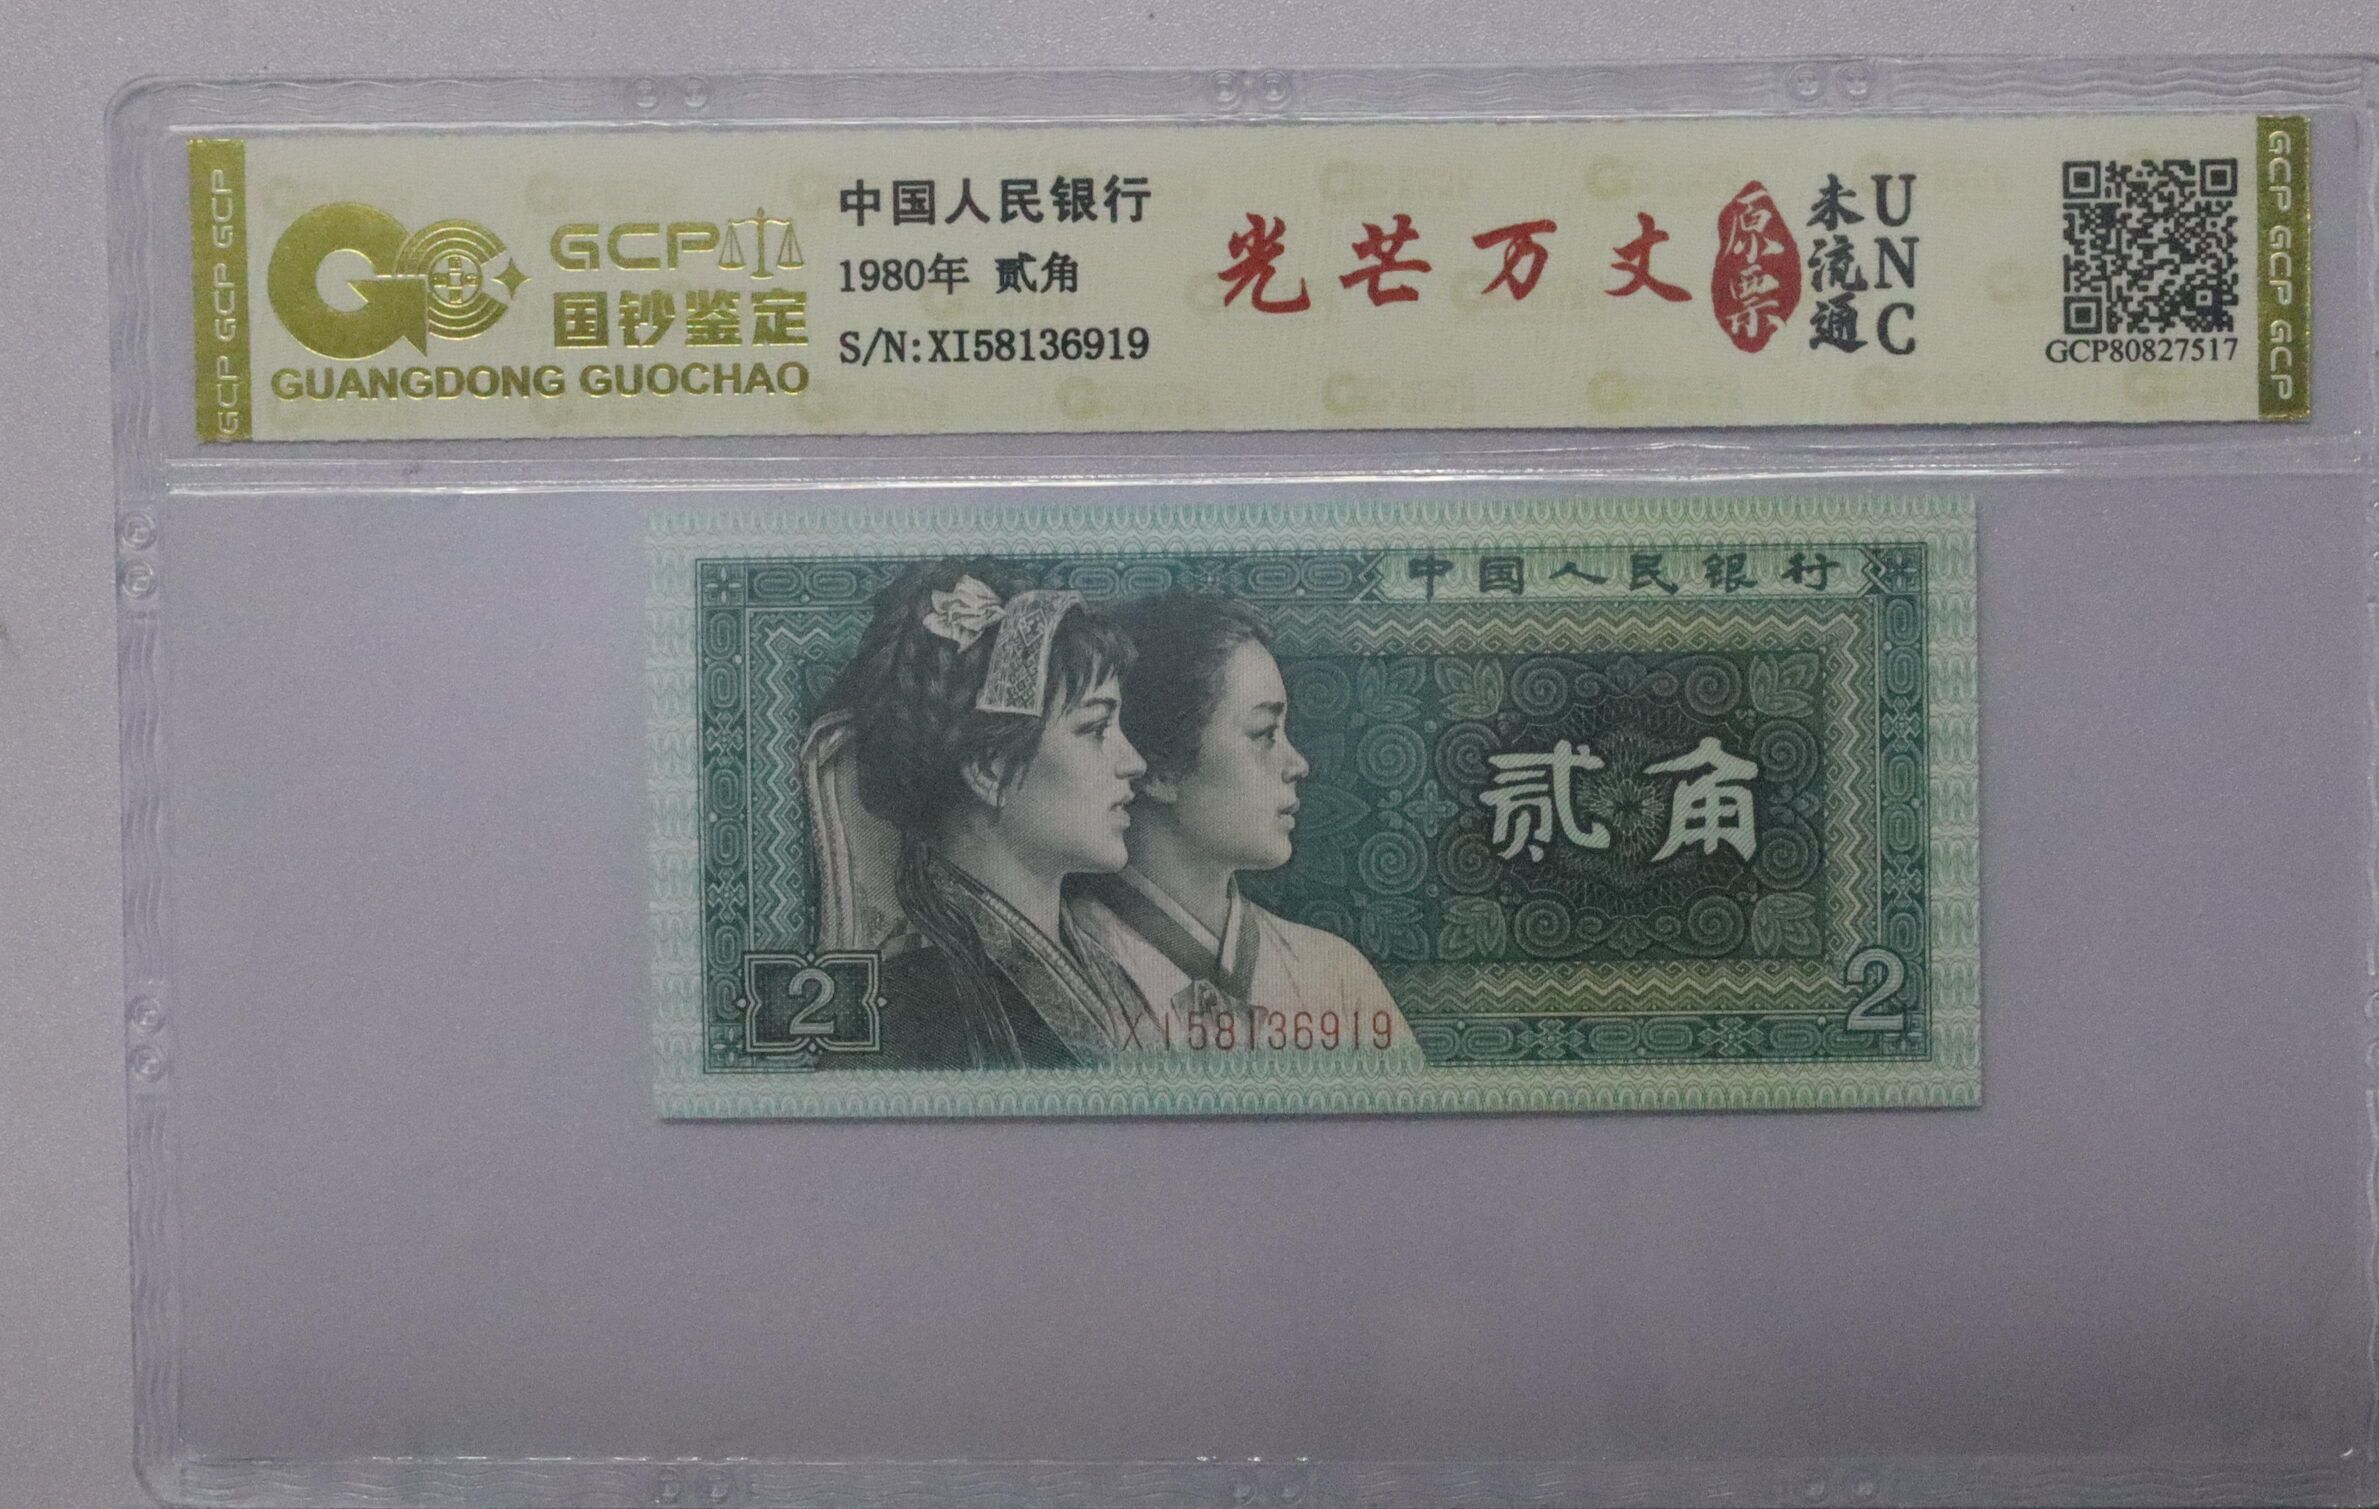 GCP GCP GCP
GCP
国钞鉴定
GUANGDONG GUOCHAO
中国人民银行
1980年 贰角
S/N:XI58136919
光芒万丈
原票
未流通
UNC
GCP80827517
GCP GCP GCP
中国人民银行
贰角
2
XI58136919
2